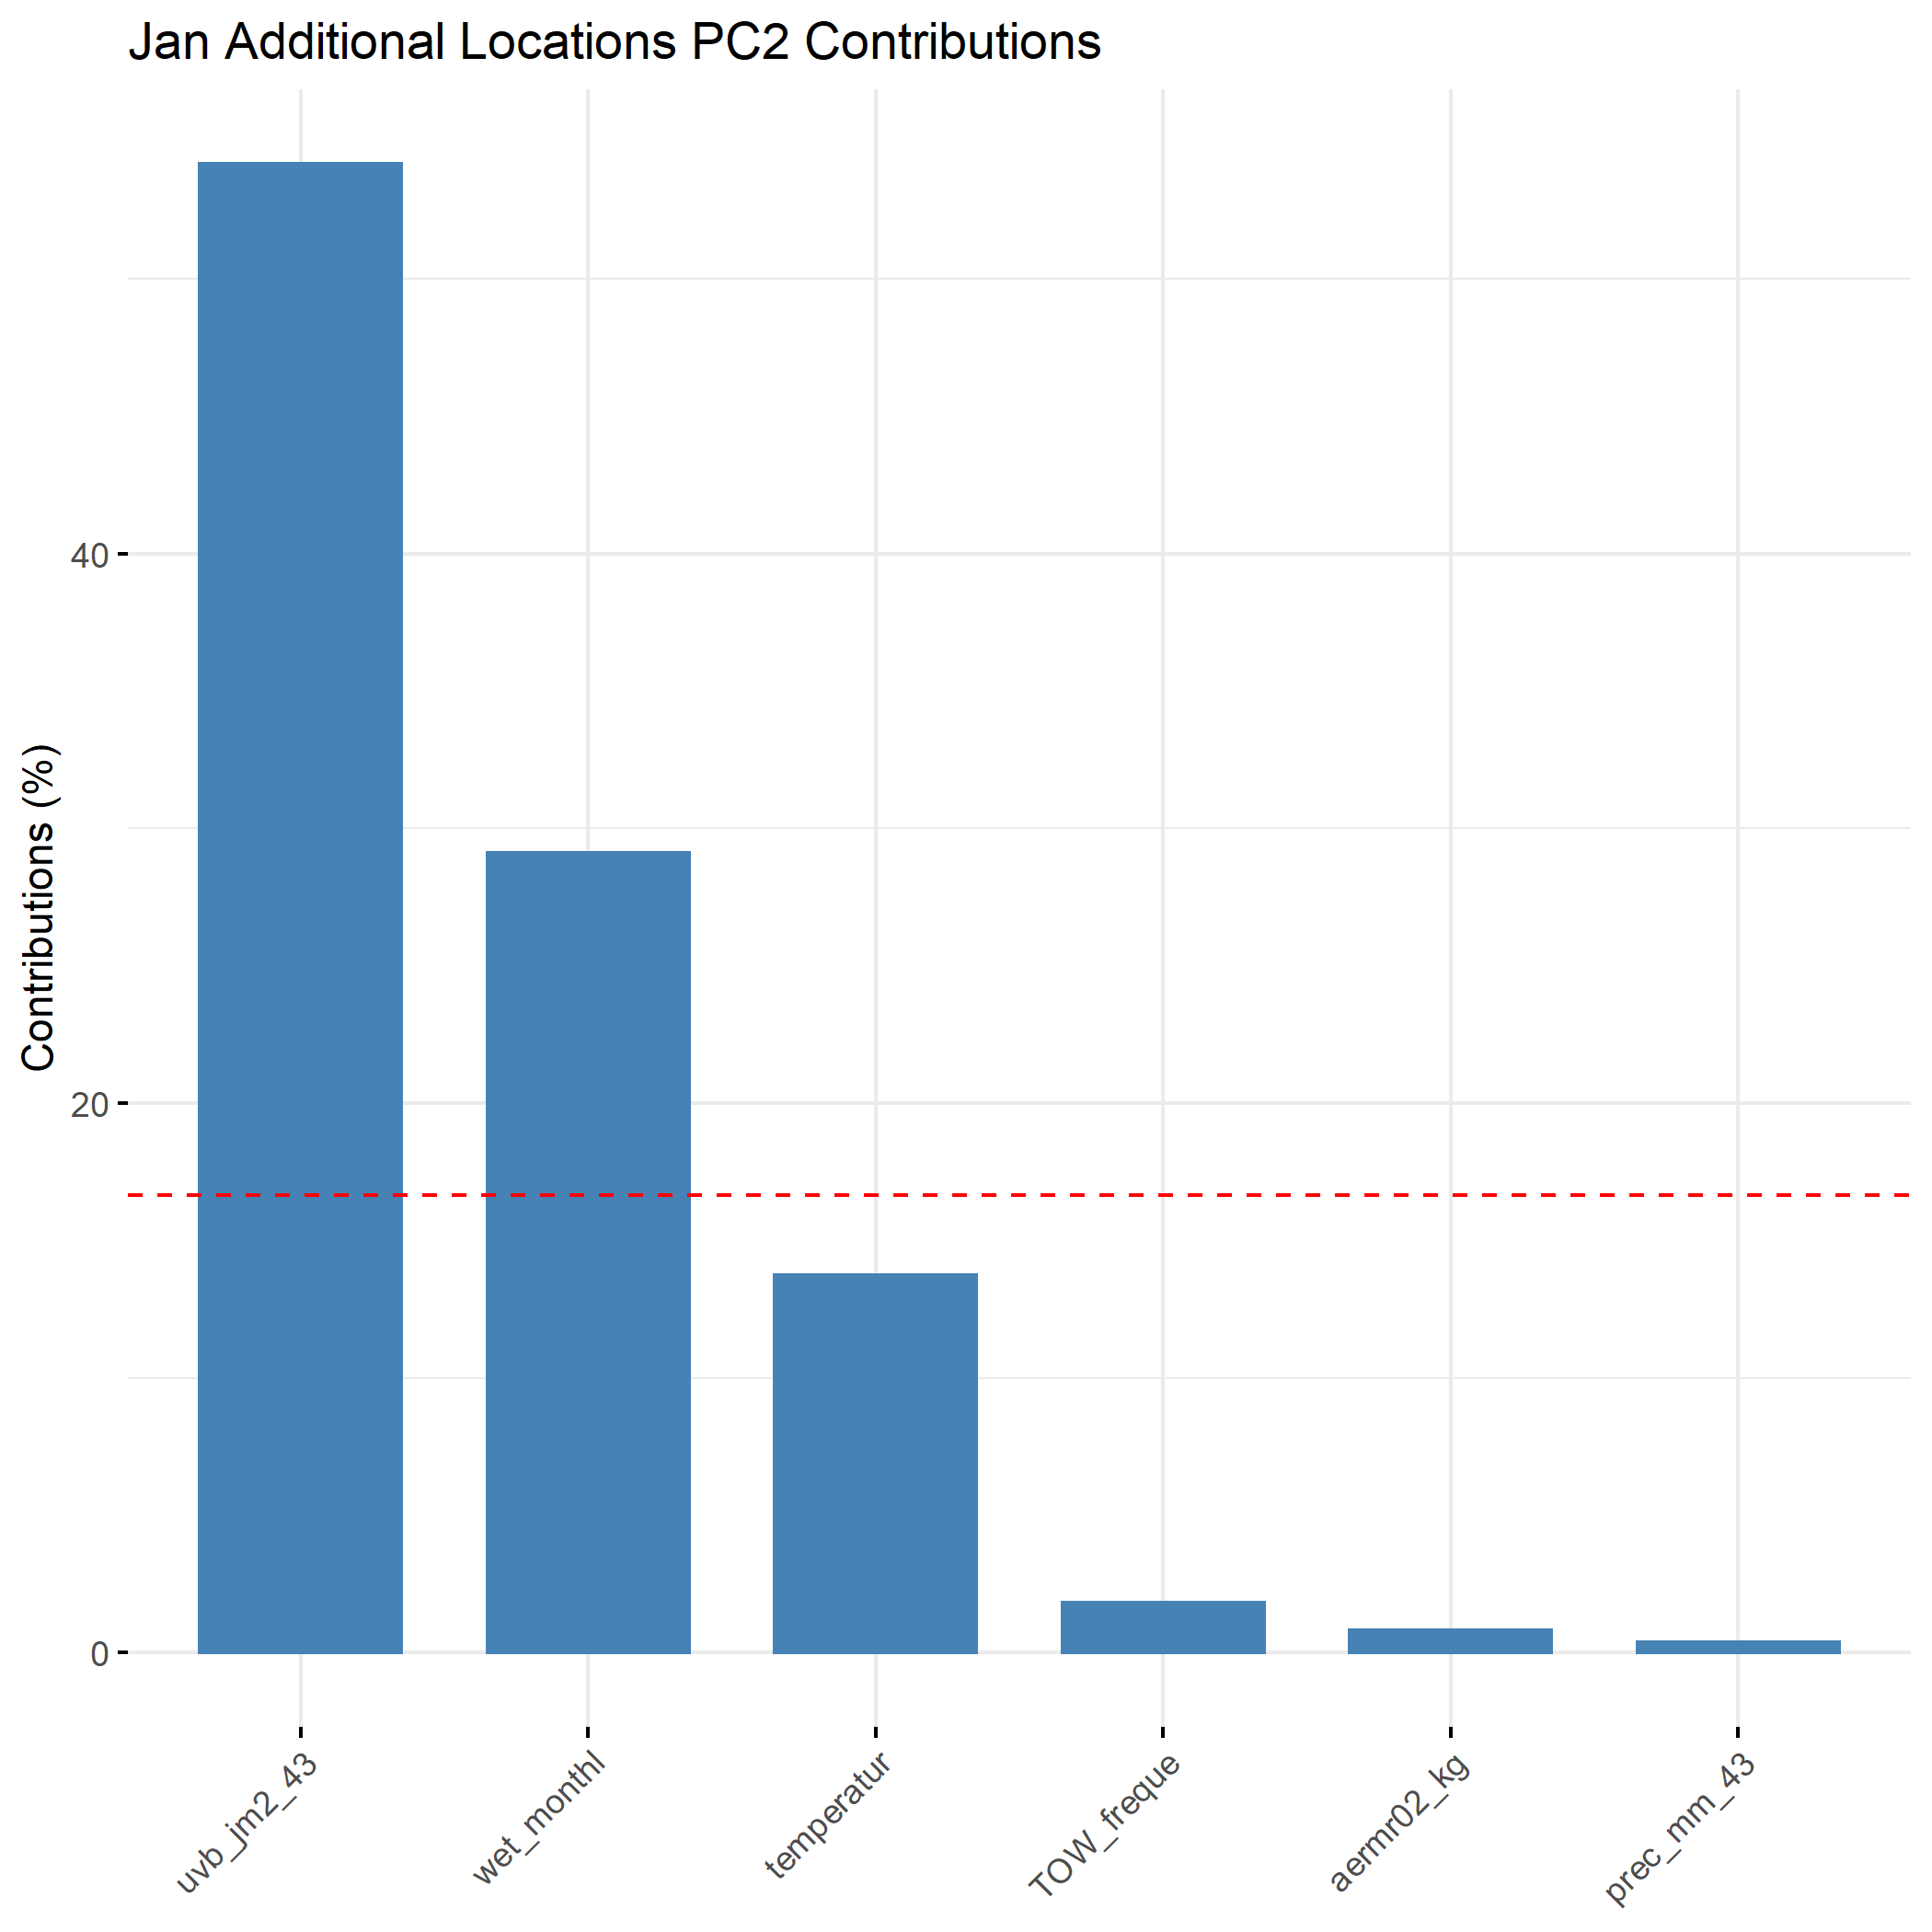 Jan Additional Locations PC2 Contributions
Contributions (%)
40
20
0
uvb_jm2_43
wet_monthl
temperatur
TOW_freque
aermr02_kg
prec_mm_43